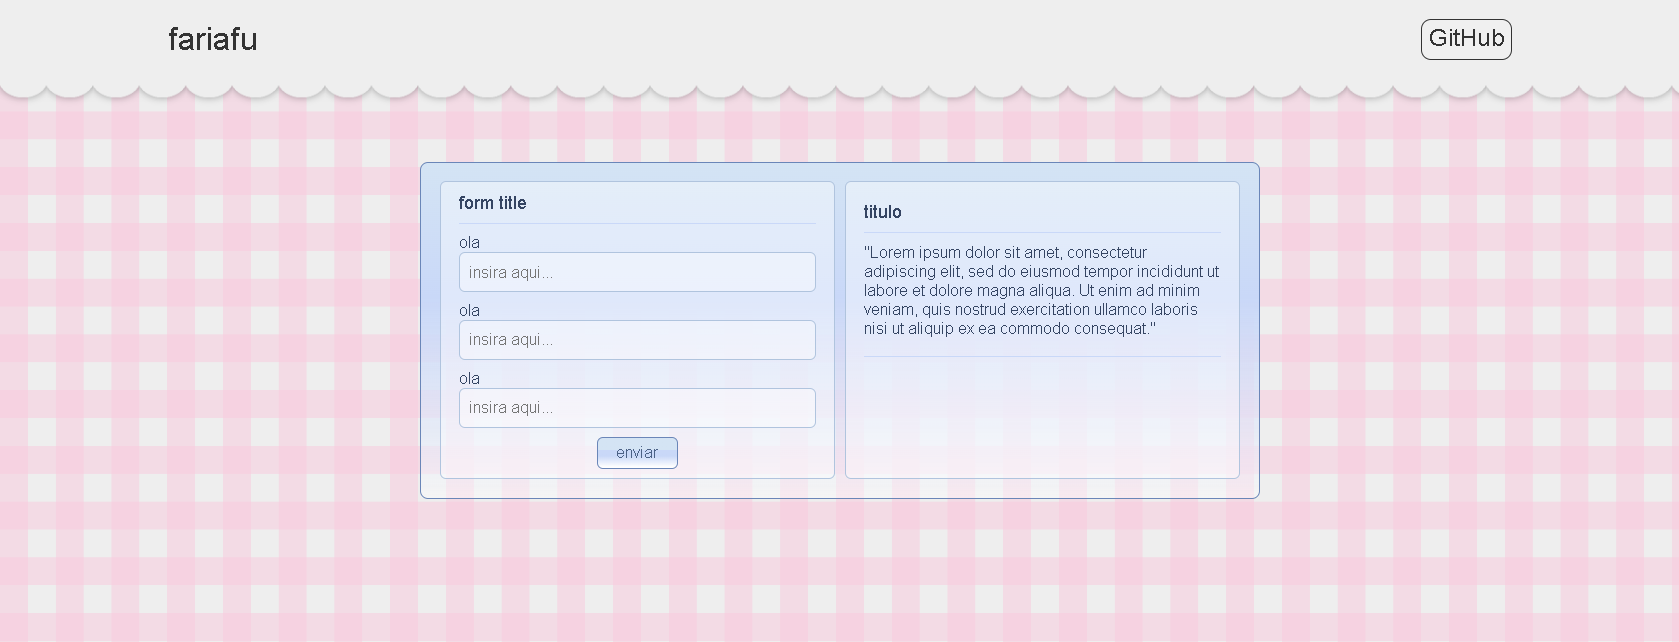 fariafu
GitHub
form title
ola
insira aqui...
ola
insira aqui...
ola
insira aqui...
enviar
titulo
"Lorem ipsum dolor sit amet, consectetur
adipiscing elit, sed do eiusmod tempor incididunt ut
labore et dolore magna aliqua. Ut enim ad minim
veniam, quis nostrud exercitation ullamco laboris
nisi ut aliquip ex ea commodo consequat."